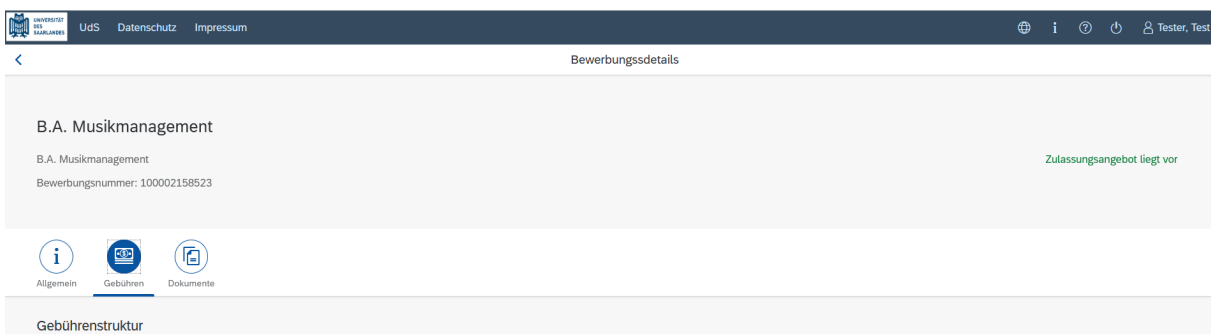 UNIVERSITÄT
DES
SAARLANDES
UdS Datenschutz Impressum Tester, Test
Bewerbungssdetails
B.A. Musikmanagement
B.A. Musikmanagement Zulassungsangebot liegt vor
Bewerbungsnummer: 100002158523
Allgemein Gebühren Dokumente
Gebührenstruktur